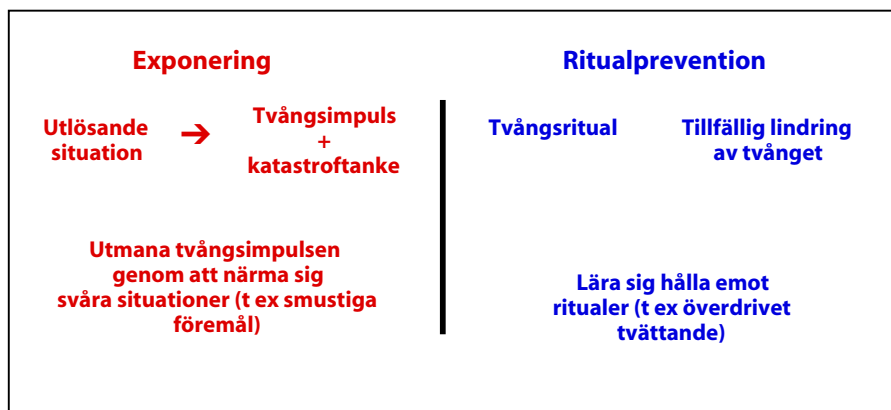 Exponering
Utlösande
situation
➔
Tvångsimpuls
+
katastroftanke
Utmana tvångsimpulsen
genom att närma sig
svåra situationer (t ex smustiga
föremål)
Ritualprevention
Tvångsritual
Tillfällig lindring
av tvånget
Lära sig hålla emot
ritualer (t ex överdrivet
tvättande)